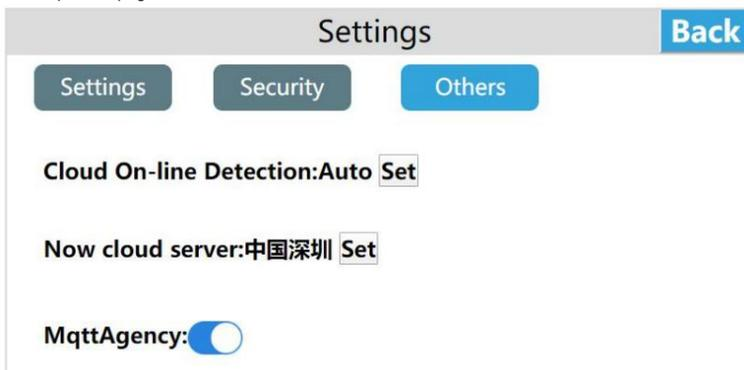 Settings
Back
Settings Security Others
Cloud On-line Detection:Auto Set
Now cloud server:中国深圳 Set
MqttAgency: